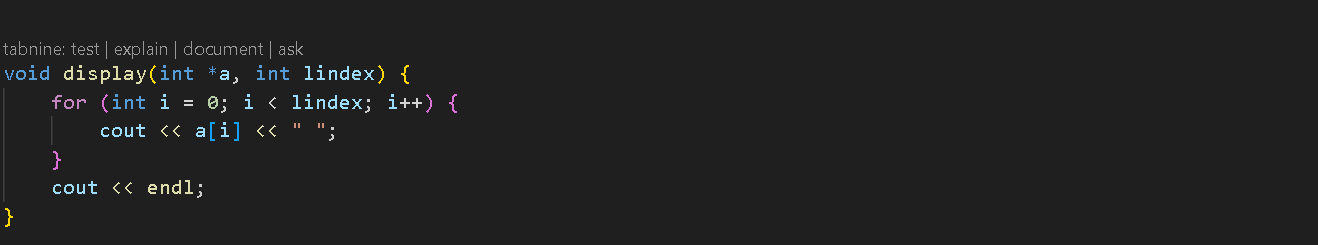 tabnine: test | explain | document | ask
void display(int *a, int lindex) {
    for (int i = 0; i < lindex; i++) {
        cout << a[i] << " ";
    }
    cout << endl;
}